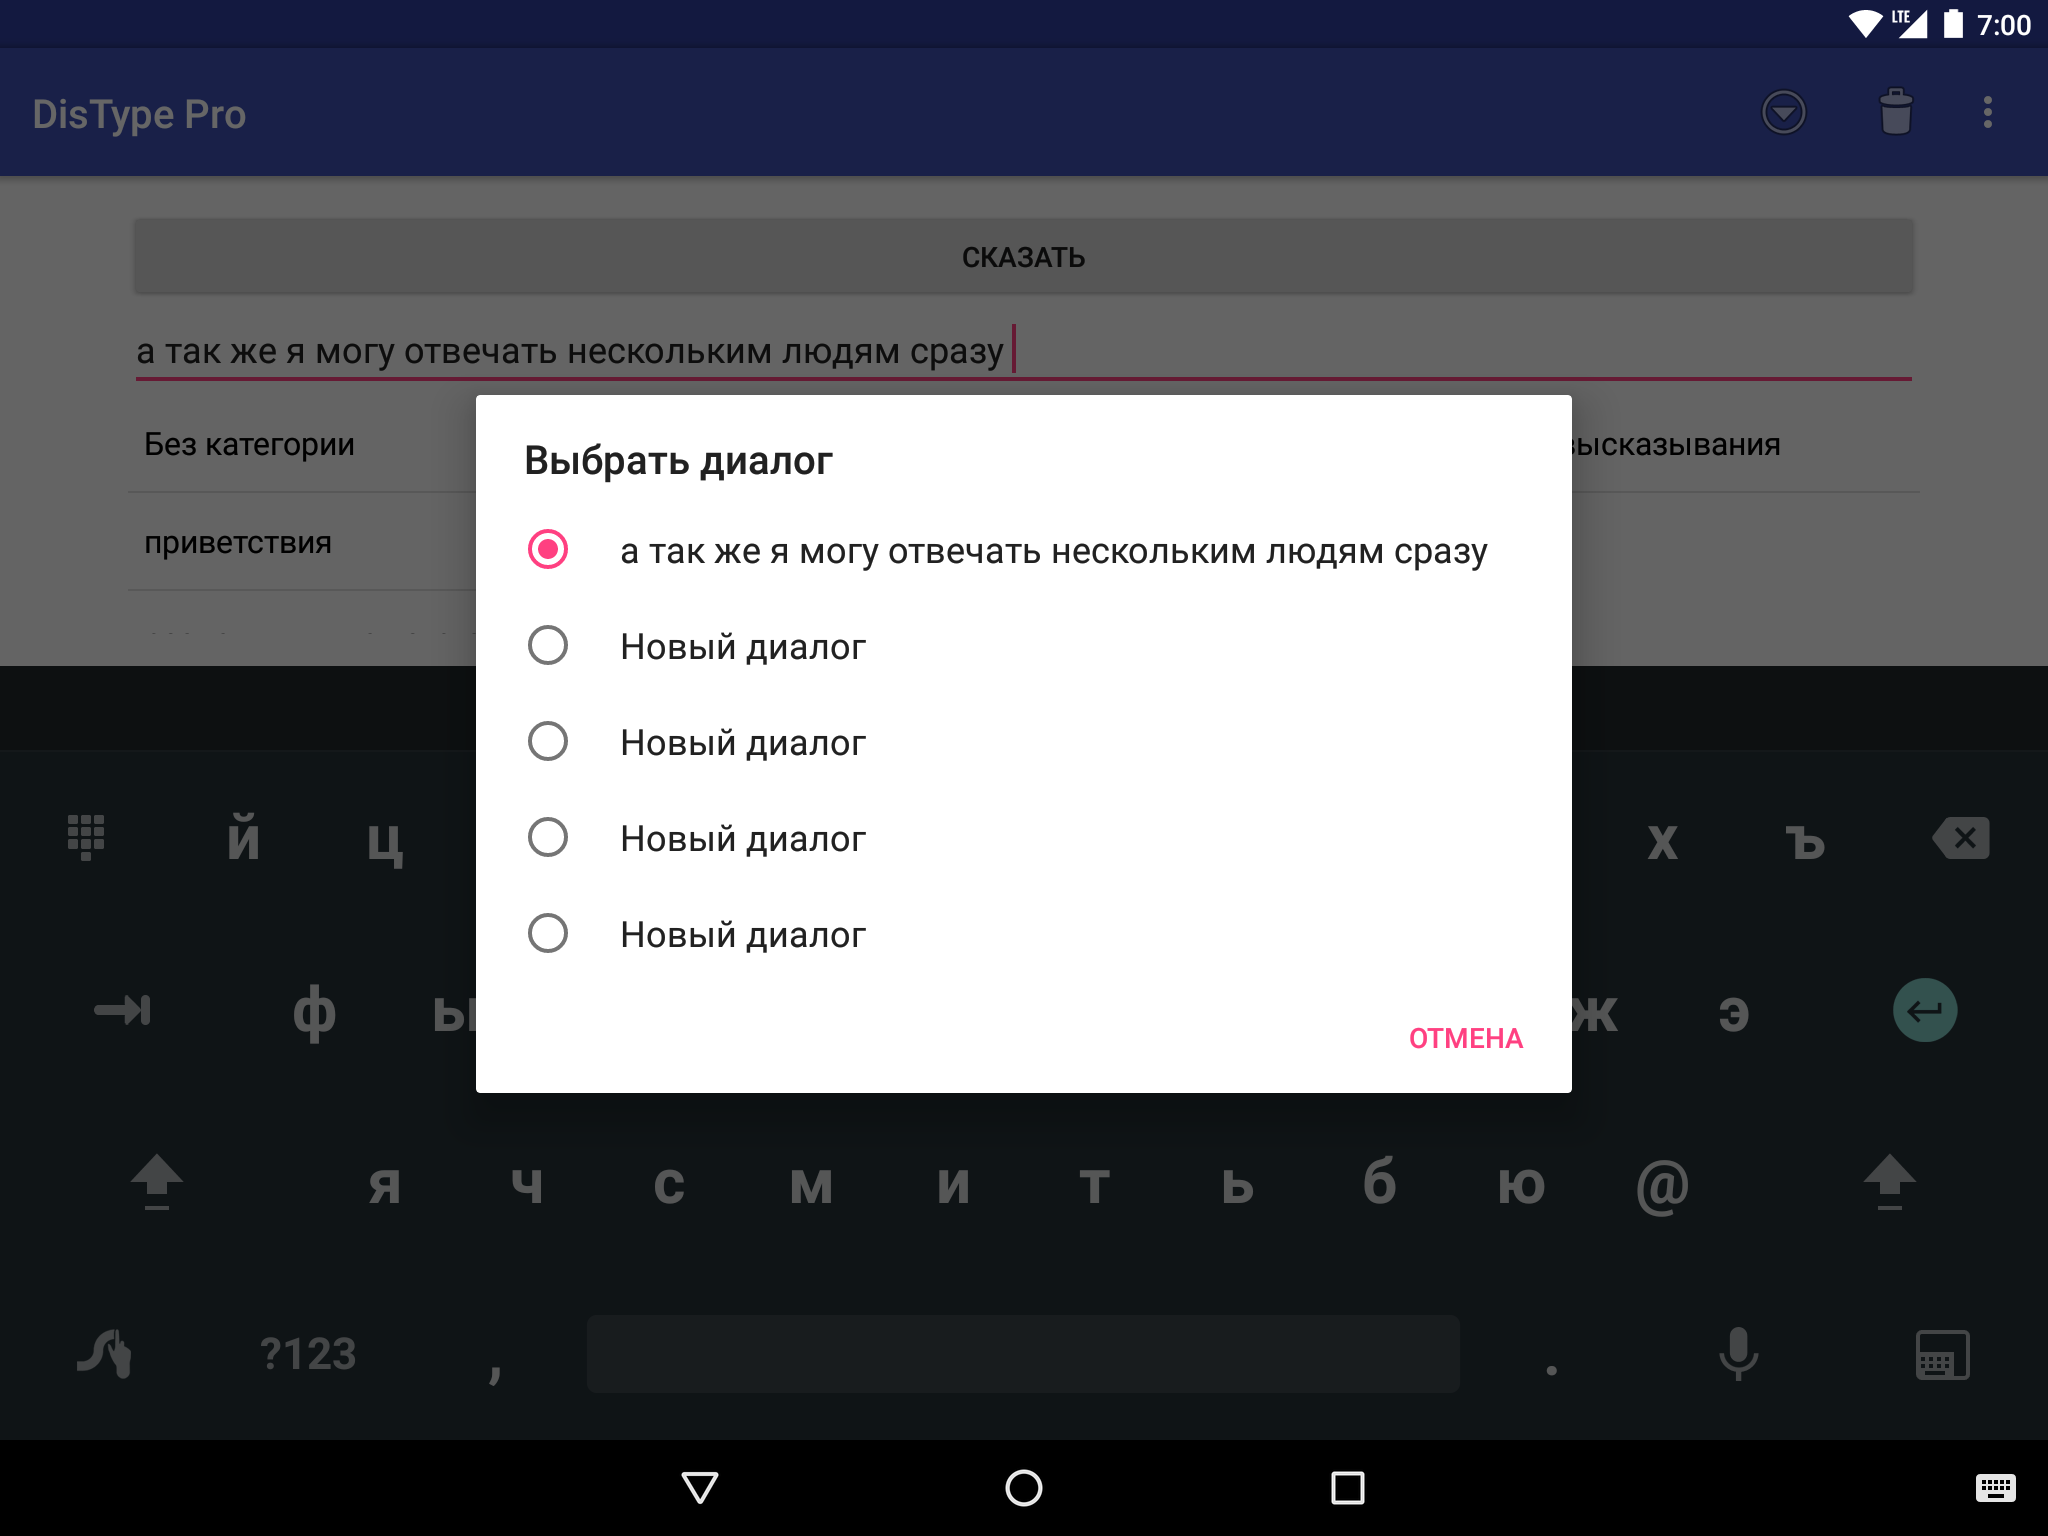 LTE 7:00
DisType Pro
СКАЗАТЬ
а так же я могу отвечать нескольким людям сразу
Без категории
высказывания
приветствия
Выбрать диалог
а так же я могу отвечать нескольким людям сразу
Новый диалог
Новый диалог
Новый диалог
Новый диалог
ОТМЕНА
й ц х ъ
ф ы ж э
я ч с м и т ь б ю @
?123 , .